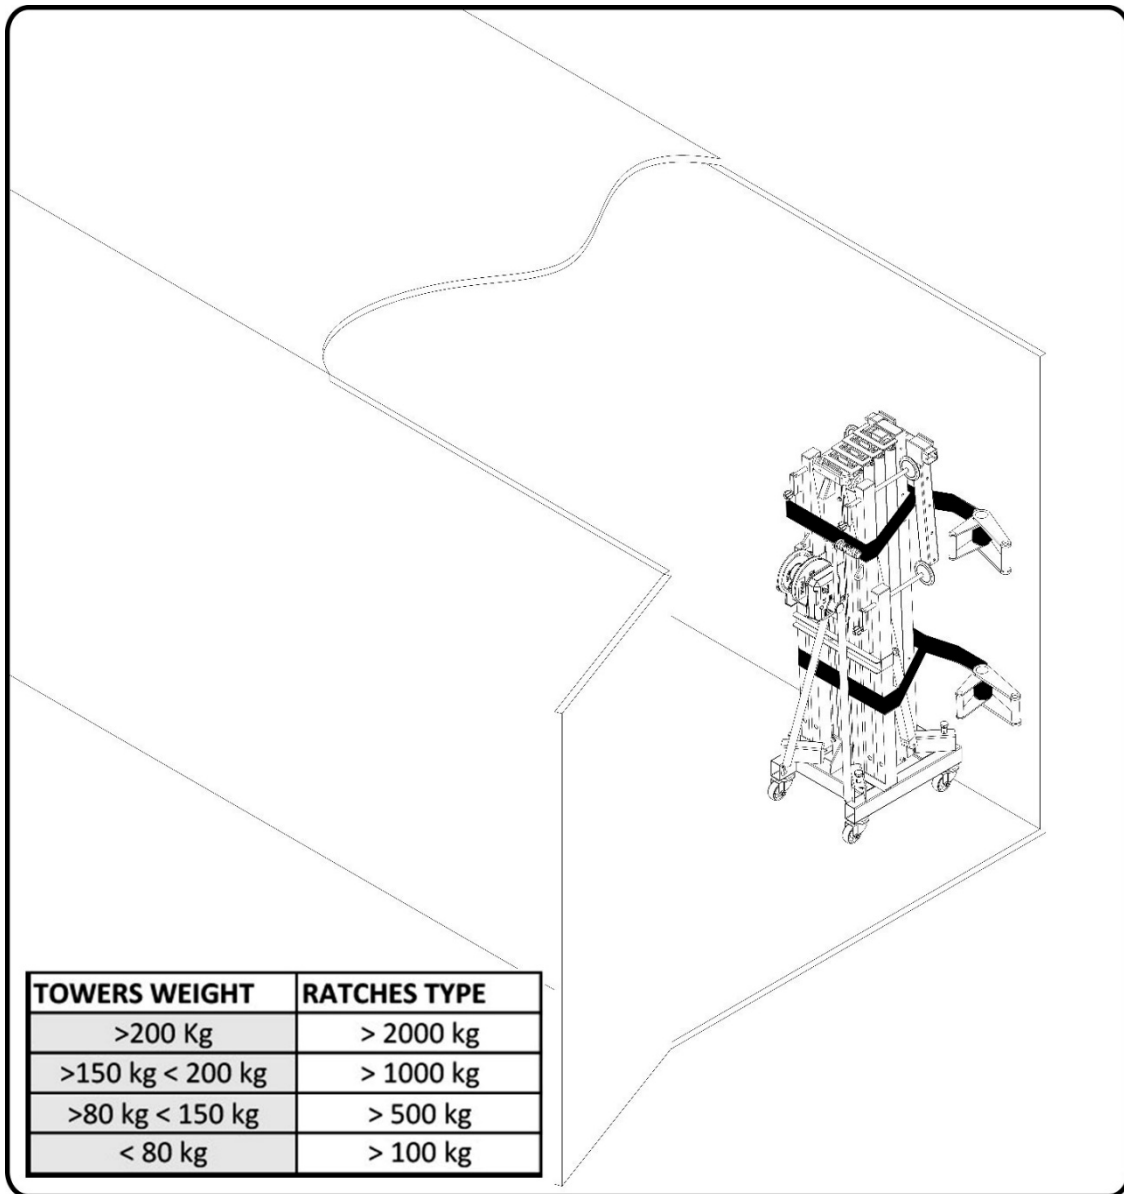 TOWERS WEIGHT RATCHES TYPE
>200 Kg > 2000 kg
>150 kg < 200 kg > 1000 kg
>80 kg < 150 kg > 500 kg
< 80 kg > 100 kg